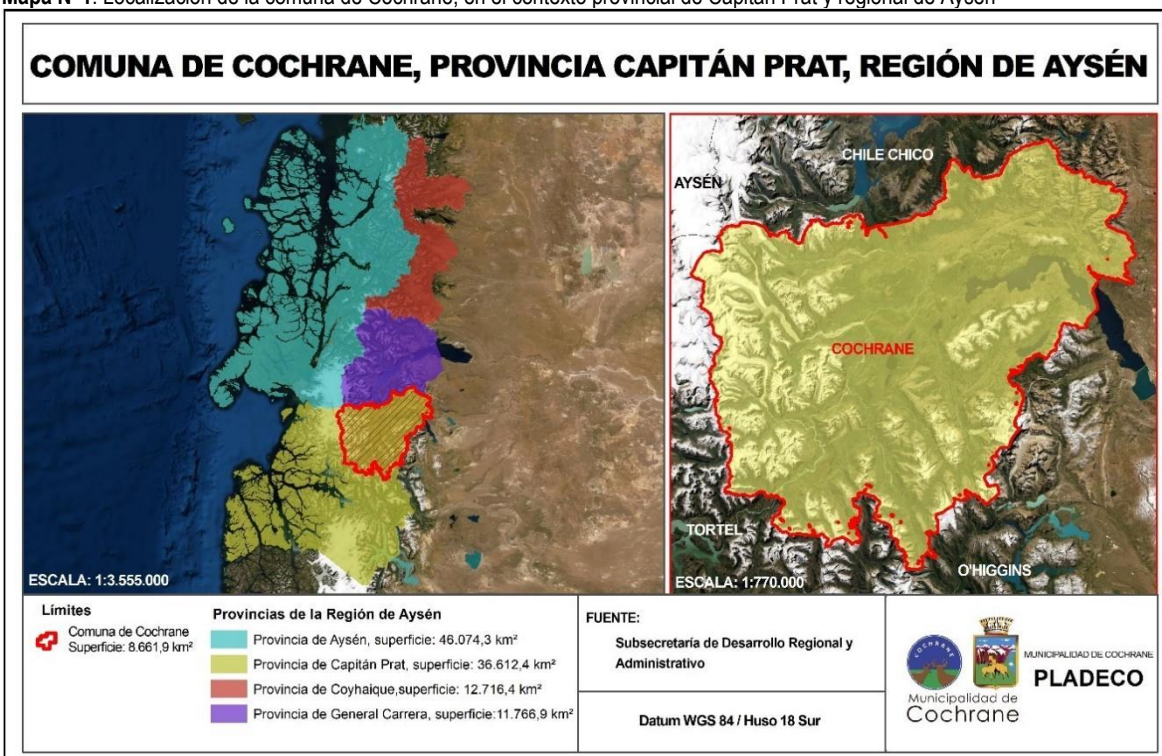 Mapa N°1: Localización de la comuna de Cochrane, en el contexto provincial de Capitán Prat y regional de Aysén
COMUNA DE COCHRANE, PROVINCIA CAPITÁN PRAT, REGIÓN DE AYSÉN
ESCALA: 1:3.555.000
CHILE CHICO
AYSÉN
COCHRANE
TORTEL
O'HIGGINS
ESCALA: 1:770.000
Límites
Comuna de Cochrane
Superficie: 8.661,9 km²
Provincias de la Región de Aysén
Provincia de Aysén, superficie: 46.074,3 km²
Provincia de Capitán Prat, superficie: 36.612,4 km²
Provincia de Coyhaique,superficie: 12.716,4 km²
Provincia de General Carrera, superficie:11.766,9 km²
FUENTE:
Subsecretaría de Desarrollo Regional y
Administrativo
Datum WGS 84 / Huso 18 Sur
COCHRANE
Municipalidad de
Cochrane
MUNICIPALIDAD DE COCHRANE
PLADECO